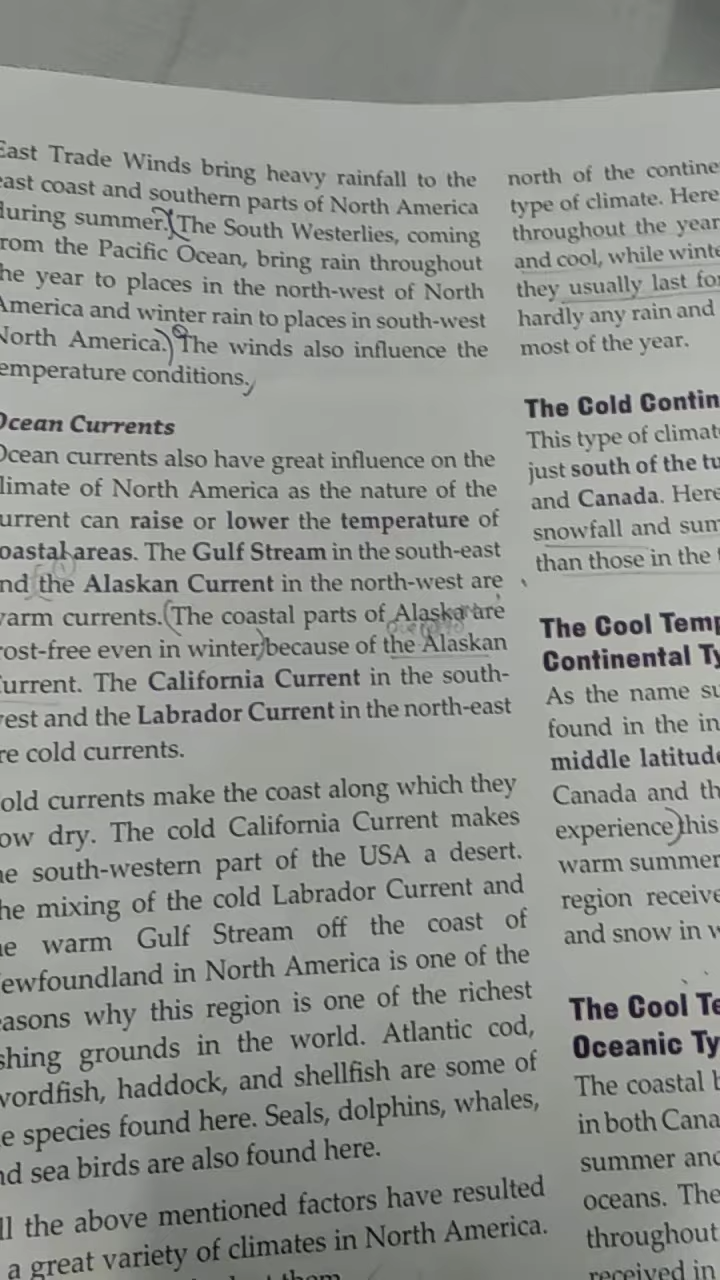 East Trade Winds bring heavy rainfall to the
east coast and southern parts of North America
during summer. The South Westerlies, coming
from the Pacific Ocean, bring rain throughout
the year to places in the north-west of North
America and winter rain to places in south-west
North America. The winds also influence the
temperature conditions.
Ocean Currents
Ocean currents also have great influence on the
climate of North America as the nature of the
current can raise or lower the temperature of
coastal areas. The Gulf Stream in the south-east
and the Alaskan Current in the north-west are
warm currents. The coastal parts of Alaska are
frost-free even in winter because of the Alaskan
Current. The California Current in the south-
west and the Labrador Current in the north-east
are cold currents.
old currents make the coast along which they
ow dry. The cold California Current makes
he south-western part of the USA a desert.
he mixing of the cold Labrador Current and
he warm Gulf Stream off the coast of
ewfoundland in North America is one of the
easons why this region is one of the richest
shing grounds in the world. Atlantic cod,
wordfish, haddock, and shellfish are some of
e species found here. Seals, dolphins, whales,
nd sea birds are also found here.
ll the above mentioned factors have resulted
a great variety of climates in North America.
them
north of the contine
type of climate. Here
throughout the year
and cool, while winte
they usually last for
hardly any rain and
most of the year.
The Cold Contin
This type of climat
just south of the tu
and Canada. Here
snowfall and sum
than those in the t
The Cool Temp
Continental Ty
As the name su
found in the in
middle latitude
Canada and th
experience this
warm summer
region receive
and snow in w
The Cool Te
Oceanic Ty
The coastal b
in both Cana
summer and
oceans. The
throughout
received in